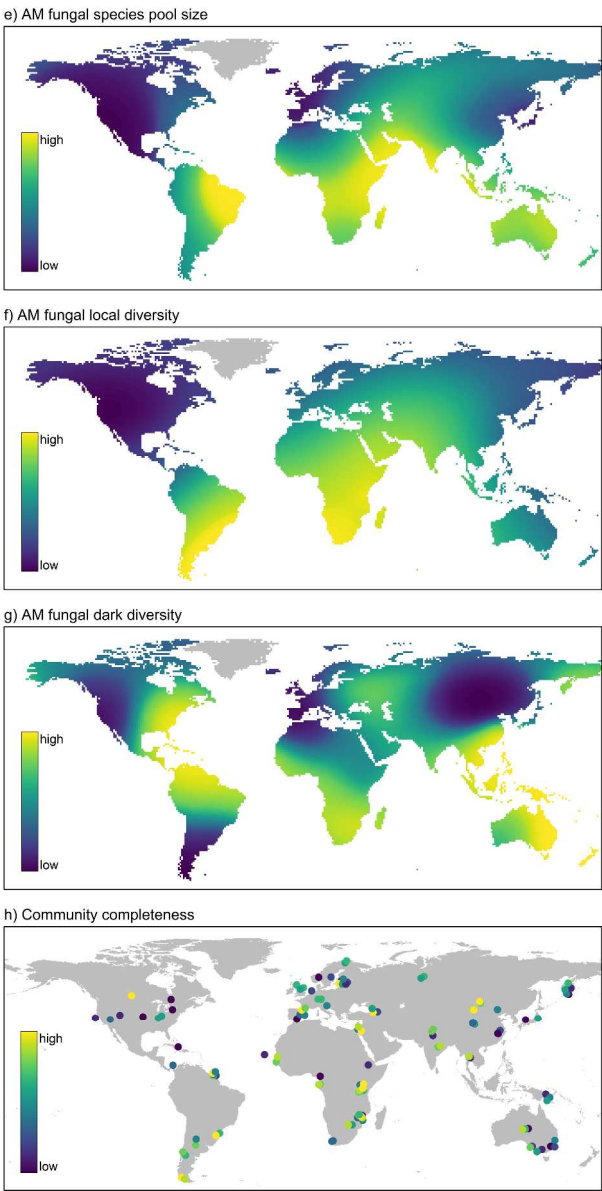 e) AM fungal species pool size
high
low
f) AM fungal local diversity
high
low
g) AM fungal dark diversity
high
low
h) Community completeness
high
low